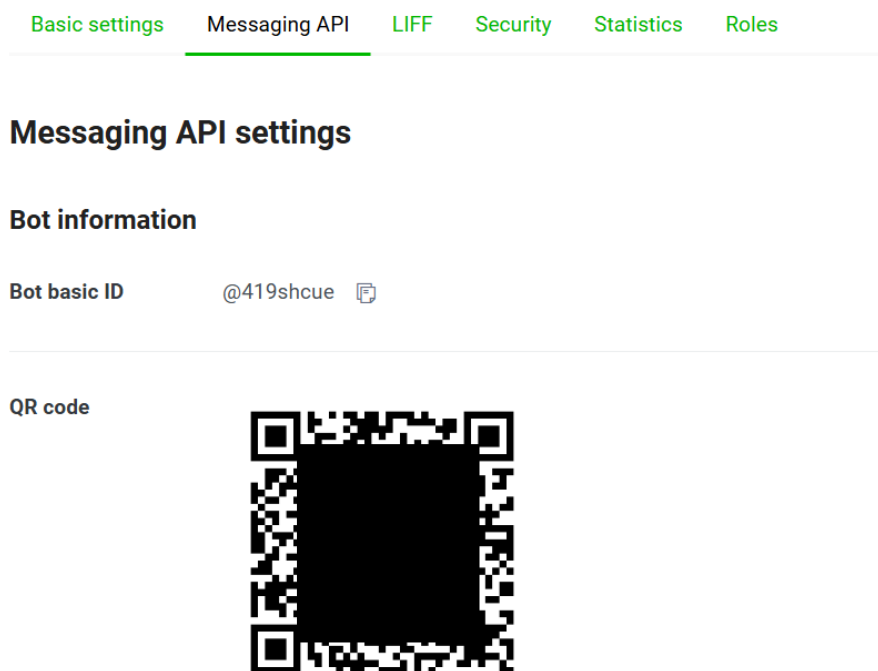 Basic settings Messaging API LIFF Security Statistics Roles
Messaging API settings
Bot information
Bot basic ID @419shcue
QR code